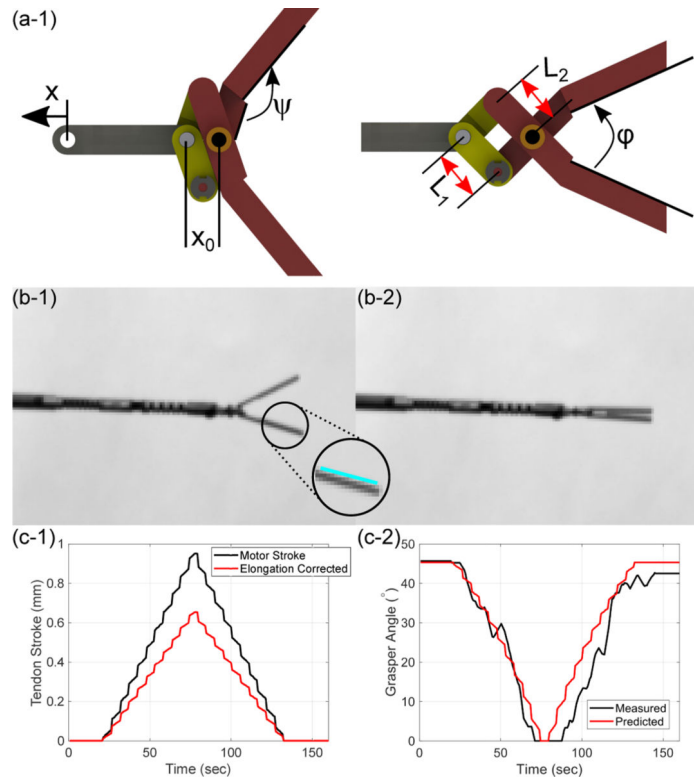 (a-1)
x
ψ
x0
L1
L2
φ
(b-1)
(b-2)
(c-1)
1
0.8
0.6
0.4
0.2
0
Tendon Stroke (mm)
Motor Stroke
Elongation Corrected
0
50
100
150
Time (sec)
(c-2)
50
40
30
20
10
0
Grasper Angle (°)
Measured
Predicted
0
50
100
150
Time (sec)